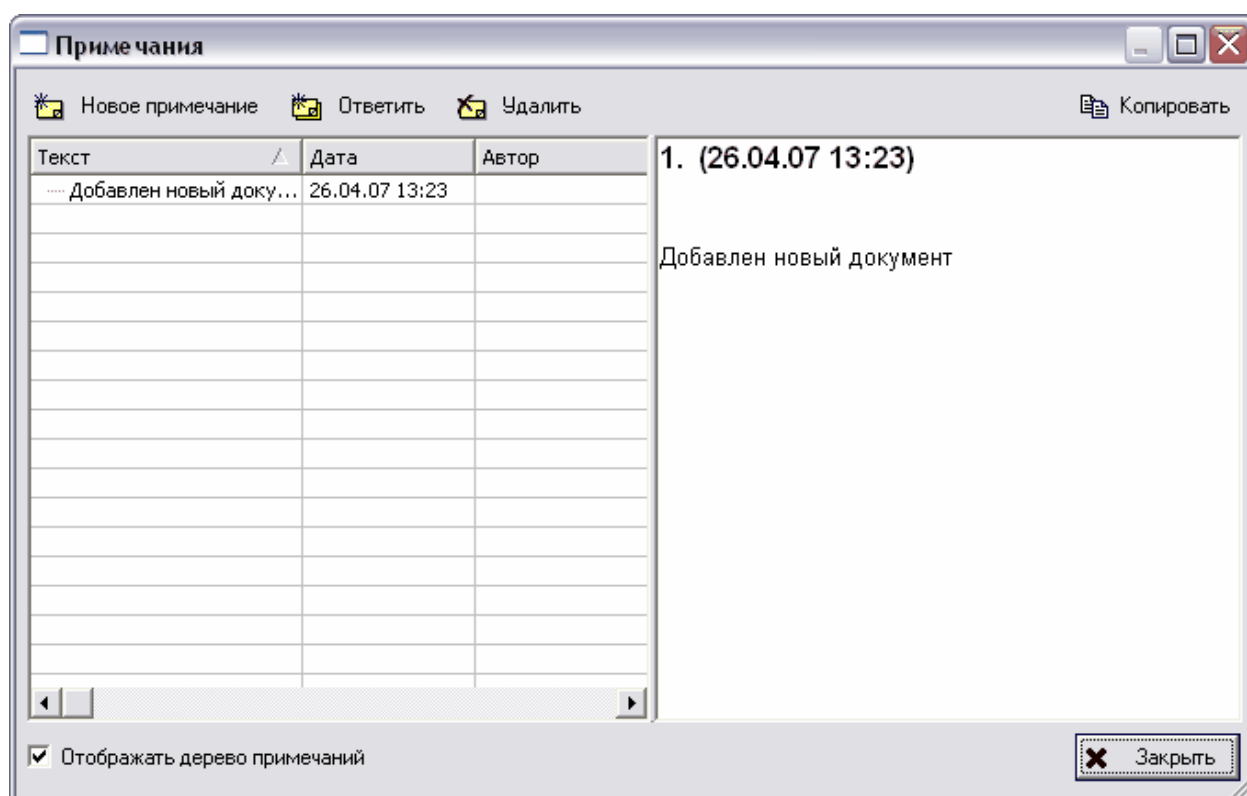 Примечания
Новое примечание Ответить Удалить Копировать
Текст Дата Автор
Добавлен новый доку... 26.04.07 13:23
1. (26.04.07 13:23)
Добавлен новый документ
Отображать дерево примечаний
Закрыть